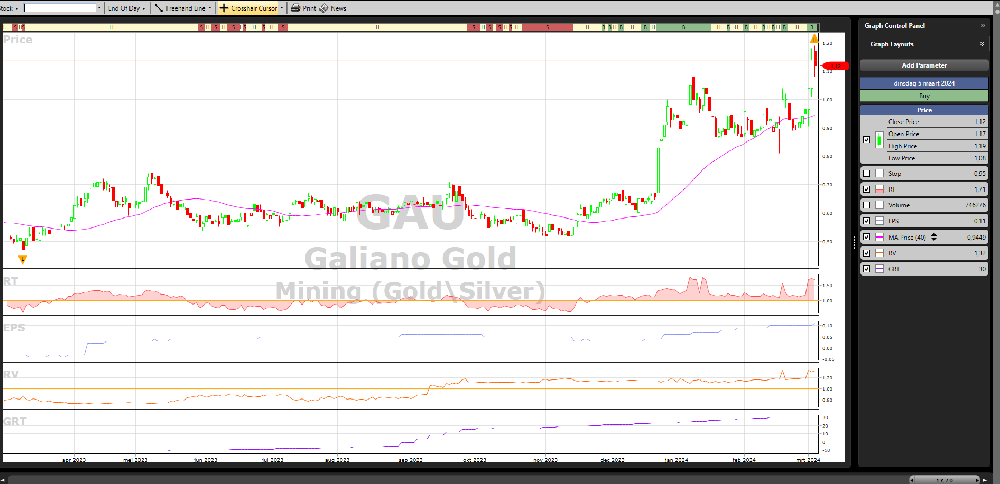 Stock
End Of Day
Freehand Line
Crosshair Cursor
Print
News
H S H S H S H S H S H S H S H S H S H S H S H S H S H S H B H B H B H B H B H B H B H B H B H B H B
Price
GAU
Galiano Gold
Mining (Gold\Silver)
H
L
1,20
1,12
1,10
1,00
0,90
0,80
0,70
0,60
0,50
RT
1,50
1,00
EPS
0,10
0,05
0,00
-0,05
RV
1,20
1,00
0,80
GRT
30
20
10
0
-10
apr 2023 mei 2023 jun 2023 jul 2023 aug 2023 sep 2023 okt 2023 nov 2023 dec 2023 jan 2024 feb 2024 mrt 2024
Graph Control Panel
Graph Layouts
Add Parameter
dinsdag 5 maart 2024
Buy
Price
Close Price 1,12
Open Price 1,17
High Price 1,19
Low Price 1,08
Stop 0,95
RT 1,71
Volume 746276
EPS 0,11
MA Price (40) 0,9449
RV 1,32
GRT 30
1 Y, 2 D